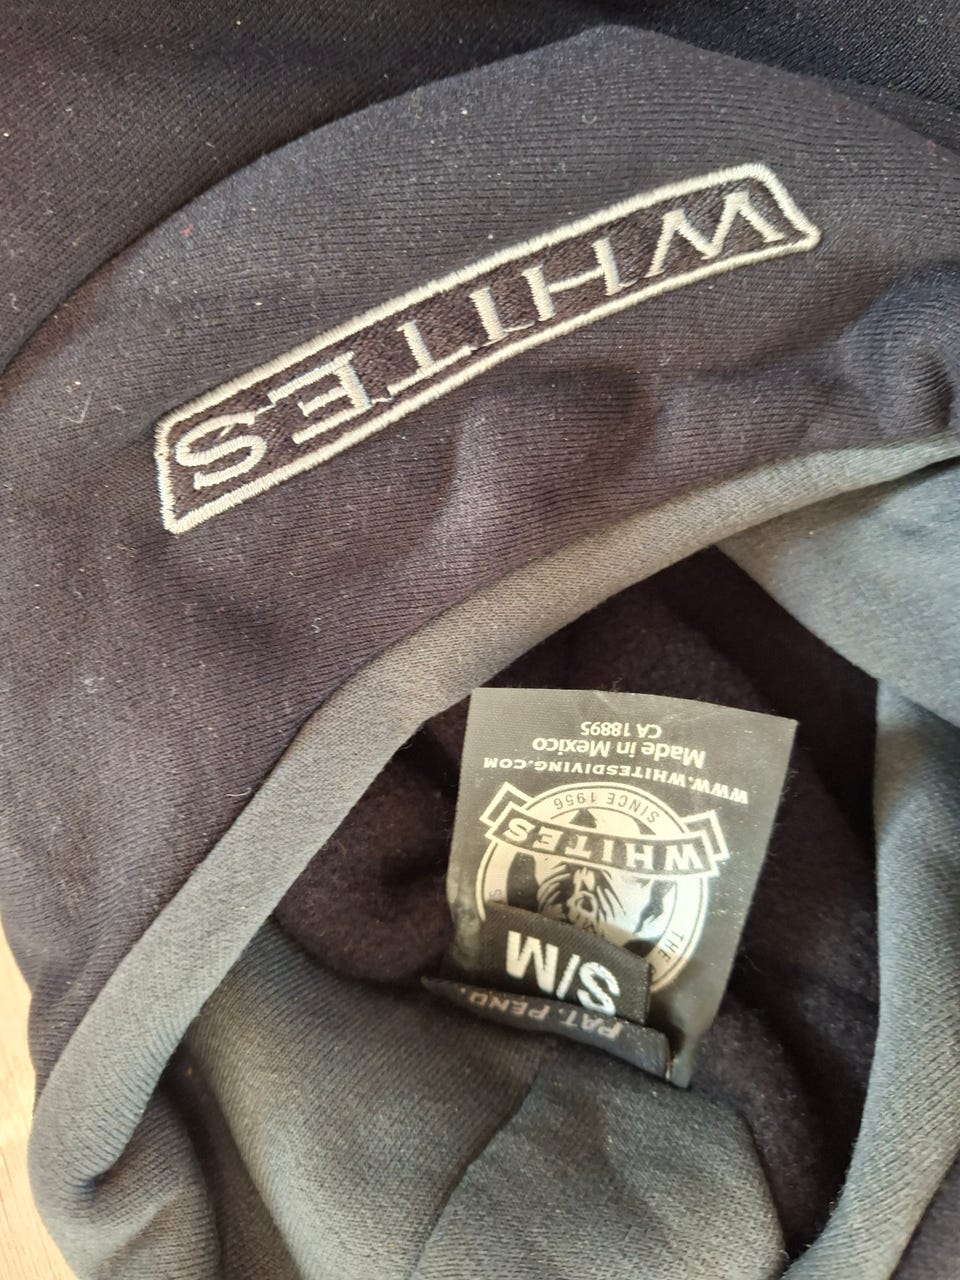 WHITES
PAT. PEND.
S/M
THE
WHITES
SINCE 1956
WWW.WHITESDIVING.COM
Made in Mexico
CA 18895